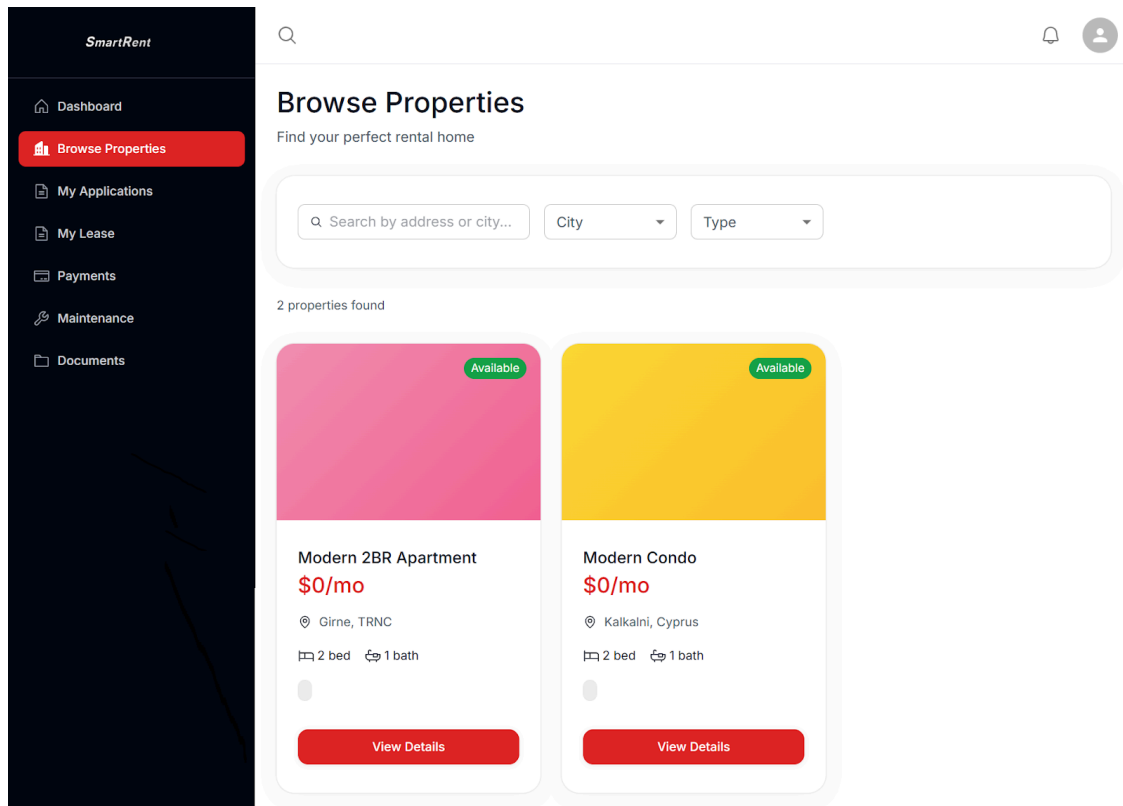 SmartRent
Dashboard
Browse Properties
My Applications
My Lease
Payments
Maintenance
Documents
Browse Properties
Find your perfect rental home
Search by address or city...
City
Type
2 properties found
Available
Modern 2BR Apartment
$0/mo
Girne, TRNC
2 bed 1 bath
View Details
Available
Modern Condo
$0/mo
Kalkalni, Cyprus
2 bed 1 bath
View Details